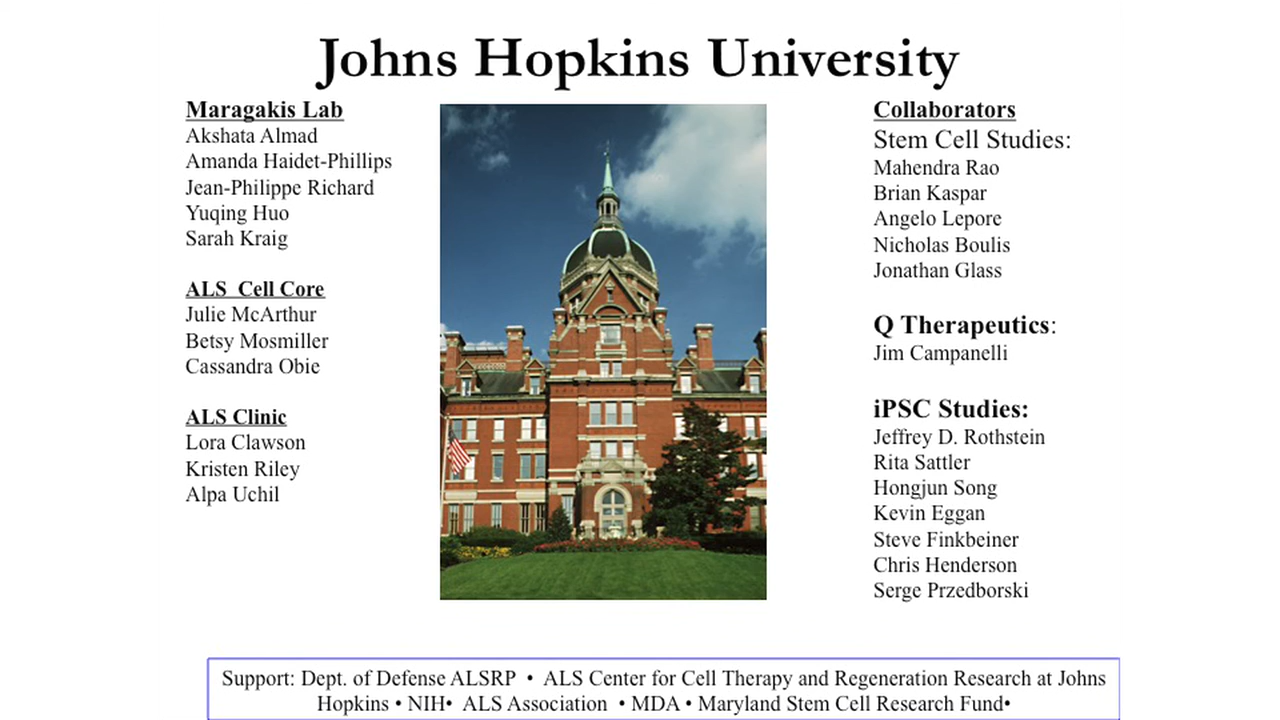 Johns Hopkins University
Maragakis Lab
Akshata Almad
Amanda Haidet-Phillips
Jean-Philippe Richard
Yuqing Huo
Sarah Kraig
ALS  Cell Core
Julie McArthur
Betsy Mosmiller
Cassandra Obie
ALS Clinic
Lora Clawson
Kristen Riley
Alpa Uchil
Collaborators
Stem Cell Studies:
Mahendra Rao
Brian Kaspar
Angelo Lepore
Nicholas Boulis
Jonathan Glass
Q Therapeutics:
Jim Campanelli
iPSC Studies:
Jeffrey D. Rothstein
Rita Sattler
Hongjun Song
Kevin Eggan
Steve Finkbeiner
Chris Henderson
Serge Przedborski
Support: Dept. of Defense ALSRP • ALS Center for Cell Therapy and Regeneration Research at Johns
Hopkins • NIH• ALS Association • MDA • Maryland Stem Cell Research Fund•